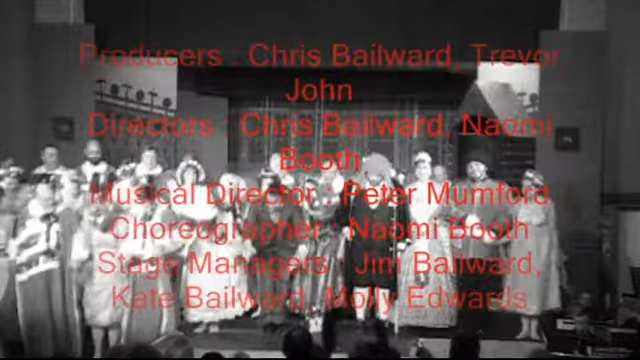 Producers : Chris Bailward, Trevor
John
Directors : Chris Bailward, Naomi
Booth
Musical Director : Peter Mumford
Choreographer : Naomi Booth
Stage Managers : Jim Bailward,
Kate Bailward, Molly Edwards